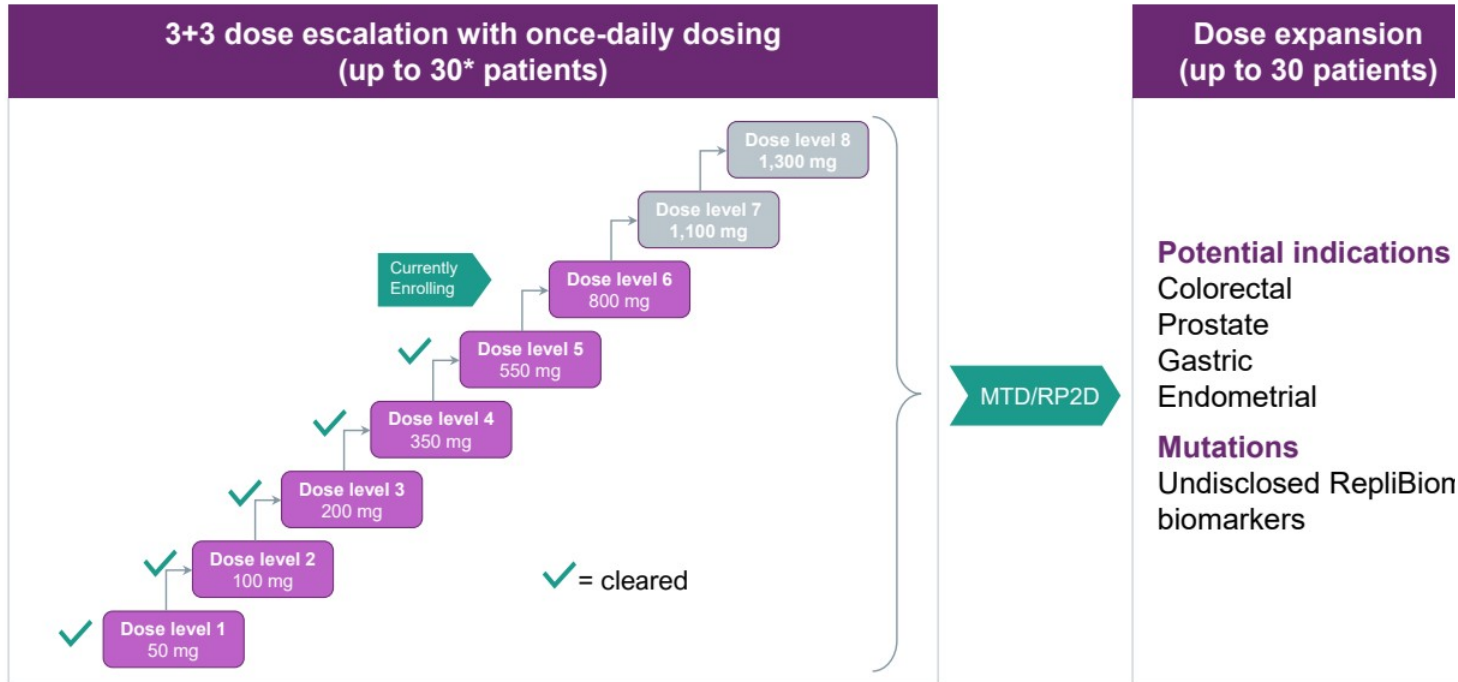 3+3 dose escalation with once-daily dosing
(up to 30* patients)
Dose expansion
(up to 30 patients)
Dose level 8
1,300 mg
Dose level 7
1,100 mg
Currently
Enrolling
Dose level 6
800 mg
Dose level 5
550 mg
Dose level 4
350 mg
Dose level 3
200 mg
Dose level 2
100 mg
Dose level 1
50 mg
= cleared
MTD/RP2D
Potential indications
Colorectal
Prostate
Gastric
Endometrial
Mutations
Undisclosed RepliBiom
biomarkers